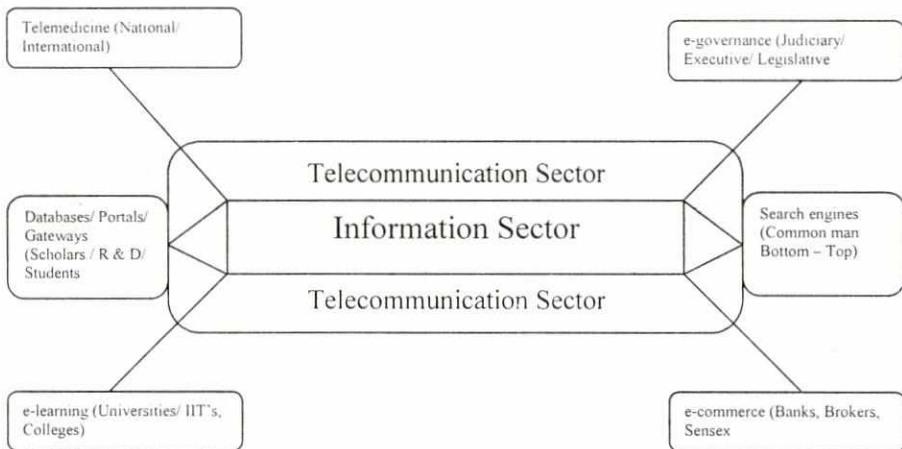 Telemedicine (National/
International)
e-governance (Judiciary/
Executive/ Legislative
Telecommunication Sector
Databases/ Portals/
Gateways
(Scholars / R & D/
Students
Information Sector
Search engines
(Common man
Bottom – Top)
Telecommunication Sector
e-learning (Universities/ IIT's,
Colleges)
e-commerce (Banks, Brokers,
Sensex